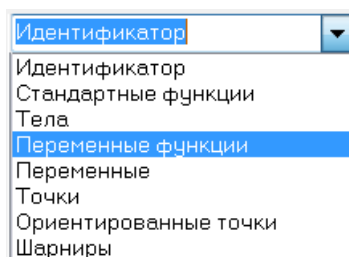 Идентификатор
Идентификатор
Стандартные функции
Тела
Переменные функции
Переменные
Точки
Ориентированные точки
Шарниры